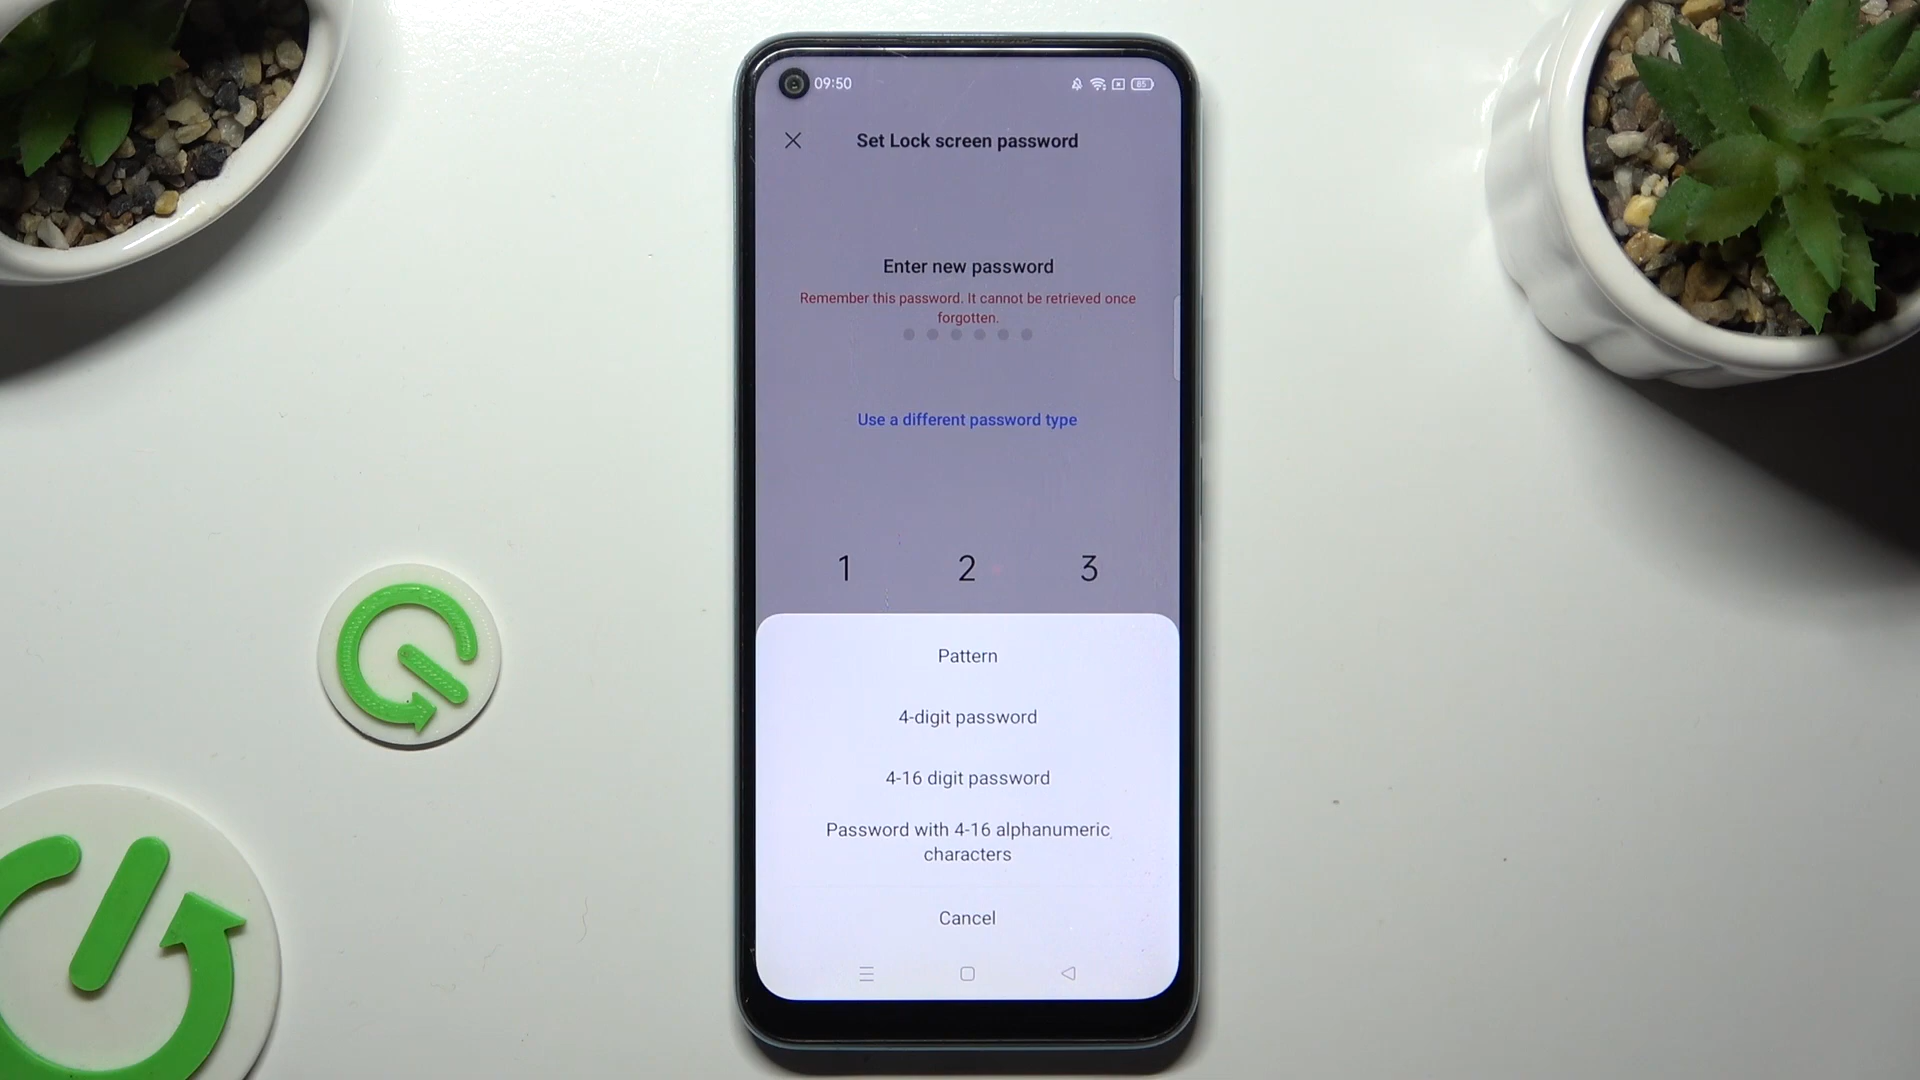 09:50
85
Set Lock screen password
Enter new password
Remember this password. It cannot be retrieved once
forgotten.
Use a different password type
1 2 3
Pattern
4-digit password
4-16 digit password
Password with 4-16 alphanumeric
characters
Cancel